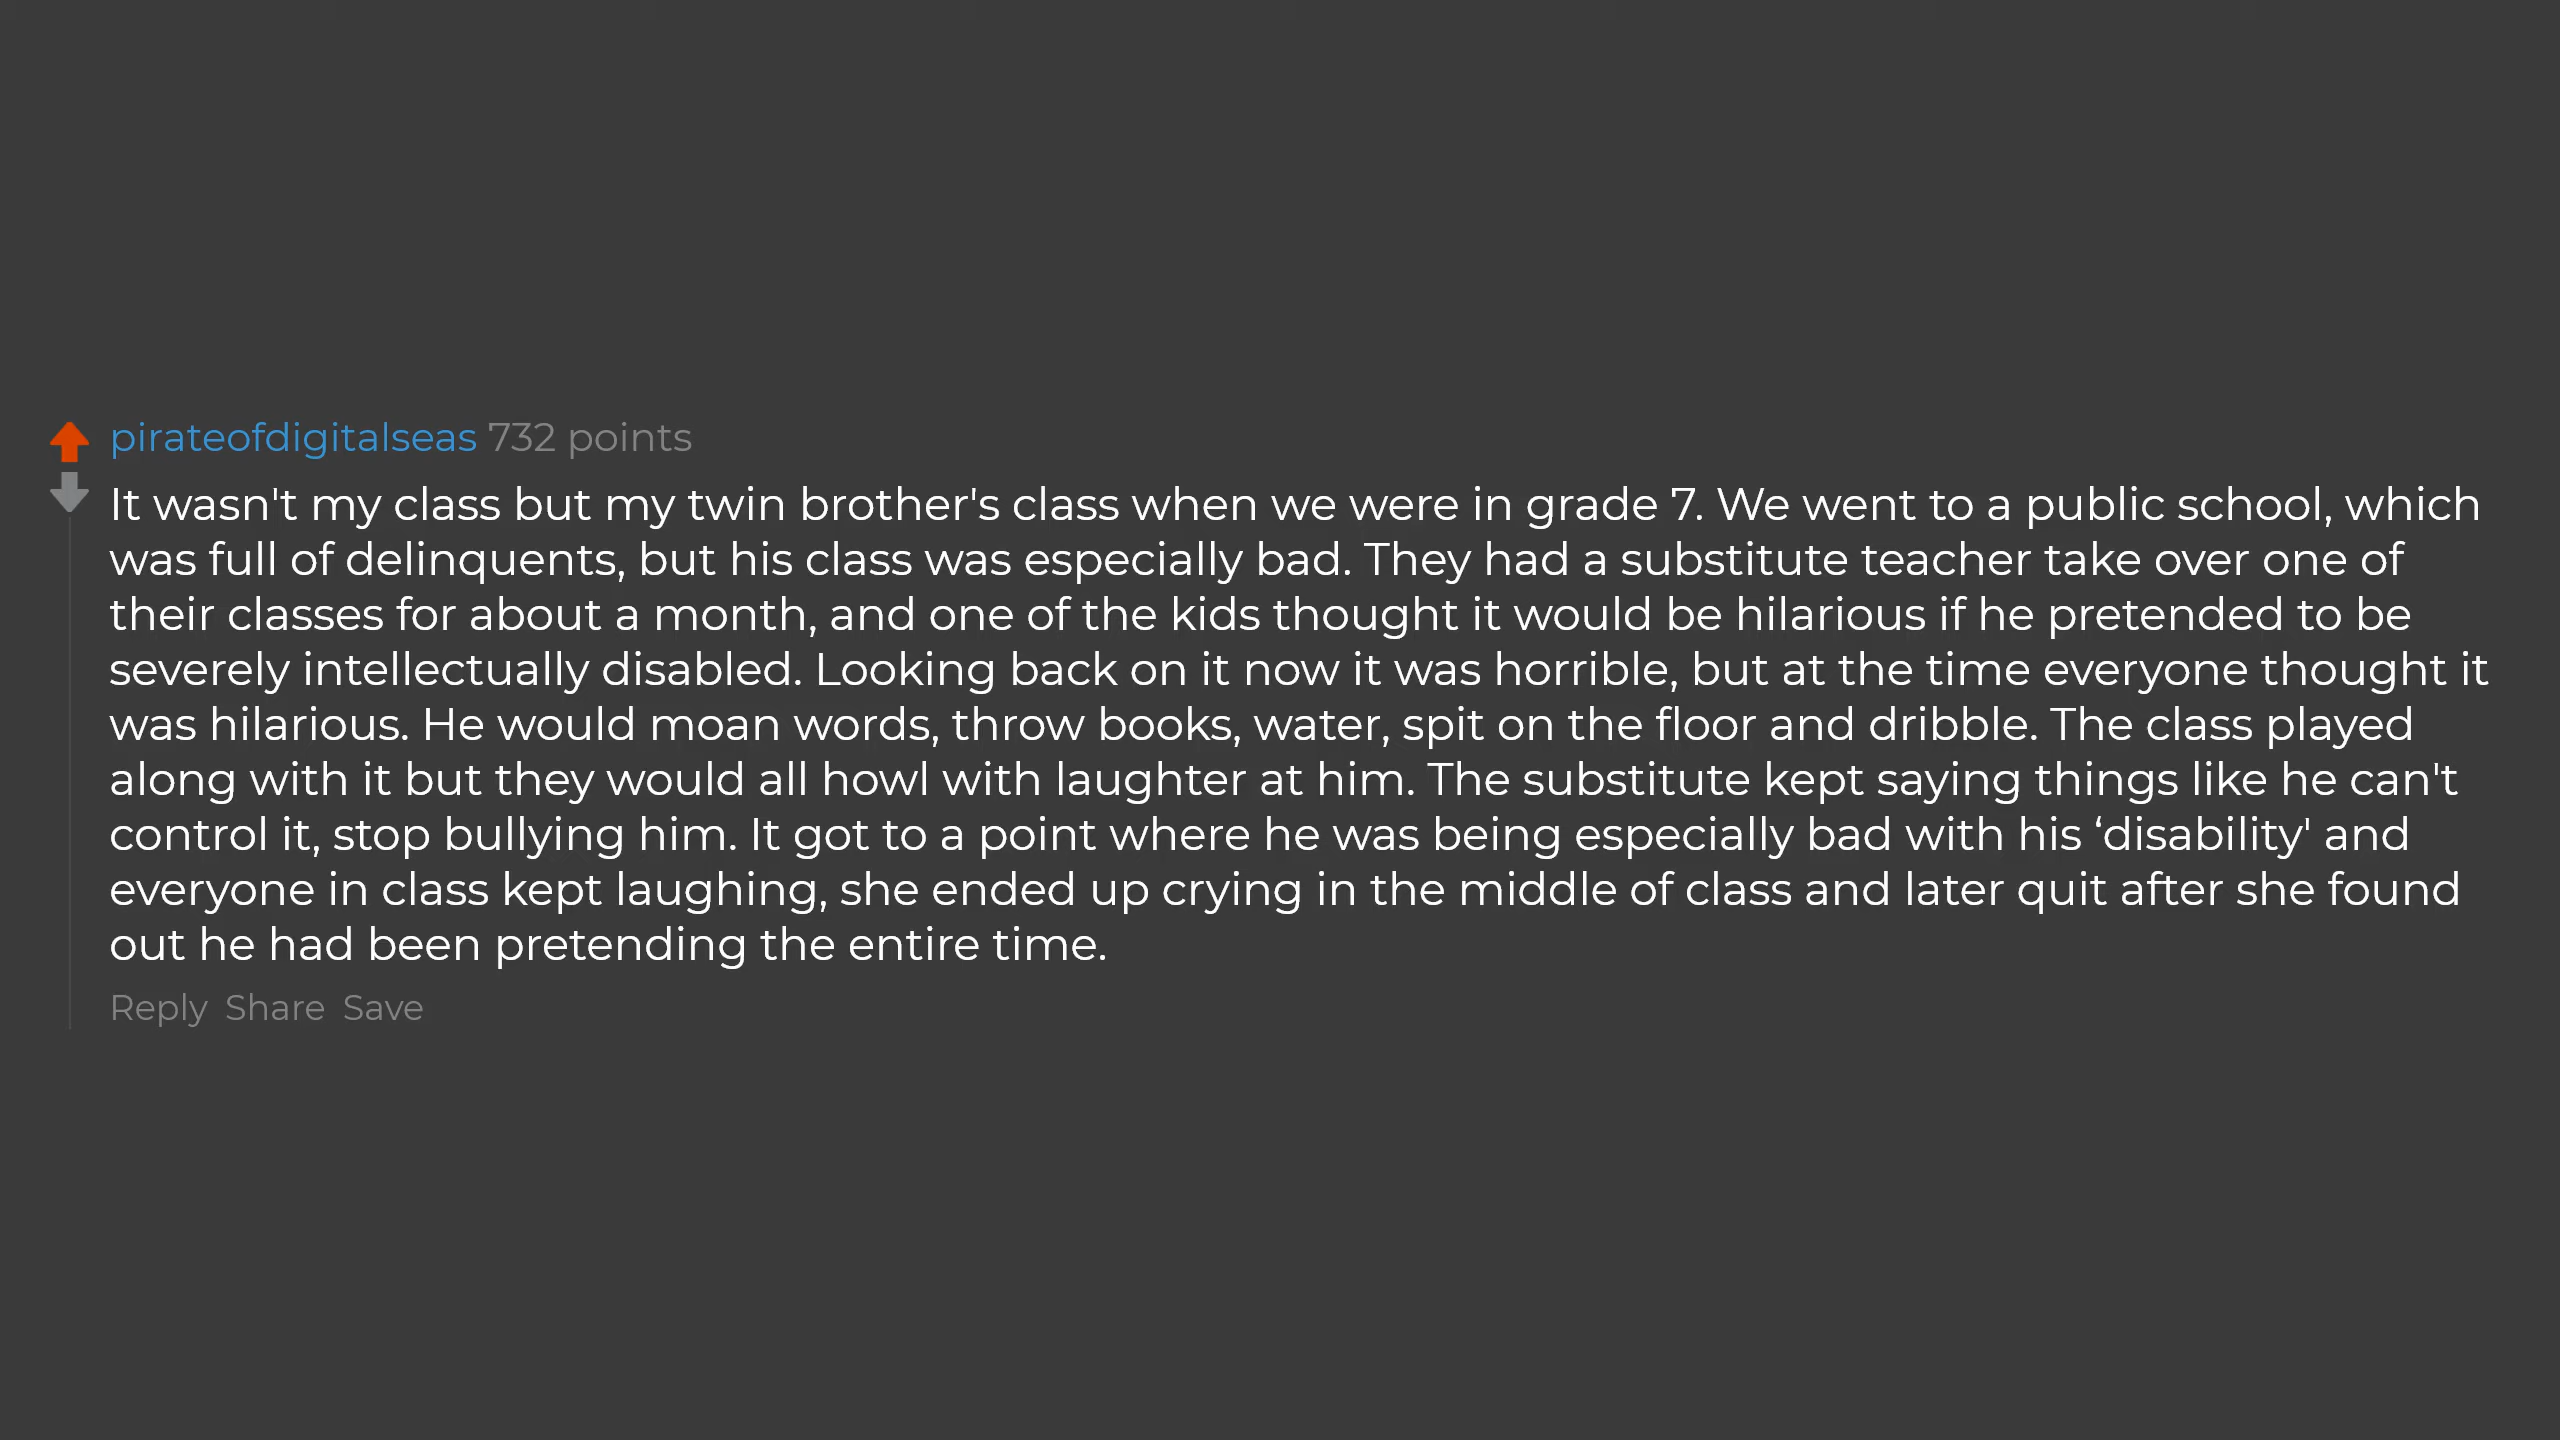 pirateofdigitalseas 732 points
It wasn't my class but my twin brother's class when we were in grade 7. We went to a public school, which
was full of delinquents, but his class was especially bad. They had a substitute teacher take over one of
their classes for about a month, and one of the kids thought it would be hilarious if he pretended to be
severely intellectually disabled. Looking back on it now it was horrible, but at the time everyone thought it
was hilarious. He would moan words, throw books, water, spit on the floor and dribble. The class played
along with it but they would all howl with laughter at him. The substitute kept saying things like he can't
control it, stop bullying him. It got to a point where he was being especially bad with his ‘disability' and
everyone in class kept laughing, she ended up crying in the middle of class and later quit after she found
out he had been pretending the entire time.
Reply Share Save